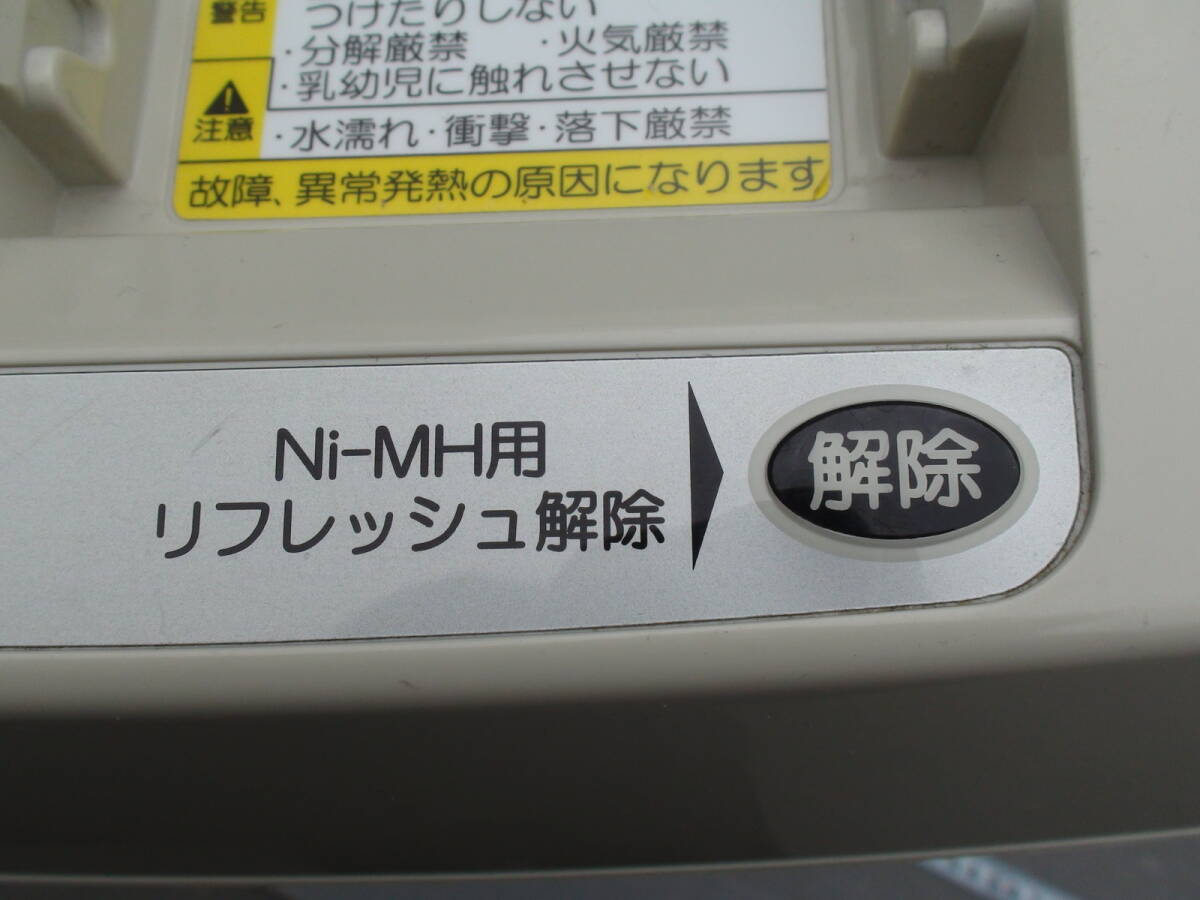 警告
つけたりしない
・分解厳禁 ・火気厳禁
・乳幼児に触れさせない
注意
・水濡れ・衝撃・落下厳禁
故障、異常発熱の原因になります
Ni-MH用
リフレッシュ解除
解除